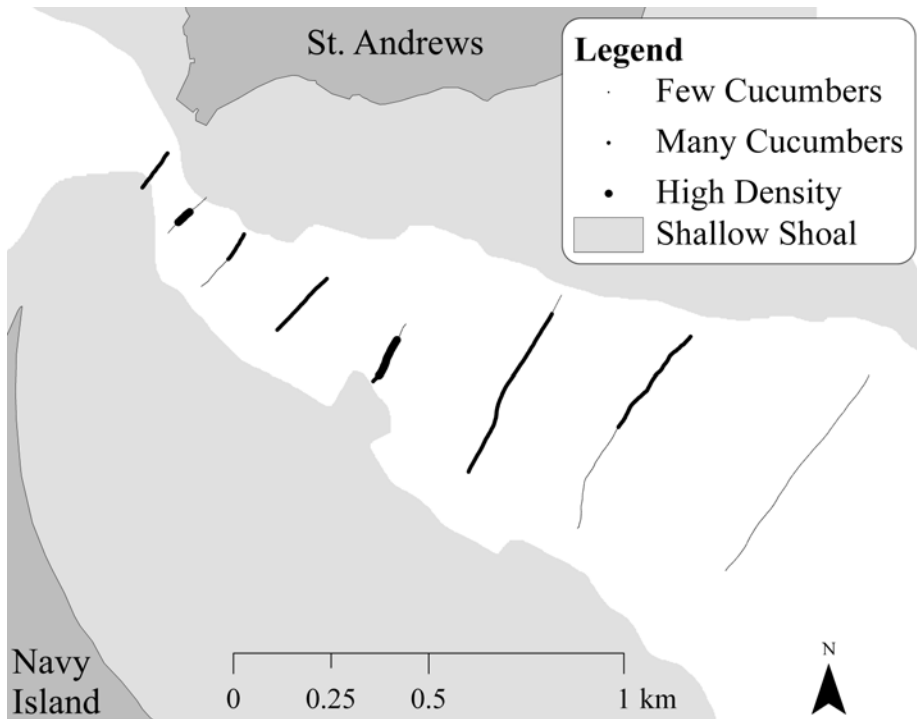 St. Andrews
Legend
Few Cucumbers
Many Cucumbers
High Density
Shallow Shoal
Navy
Island
0 0.25 0.5 1 km
N